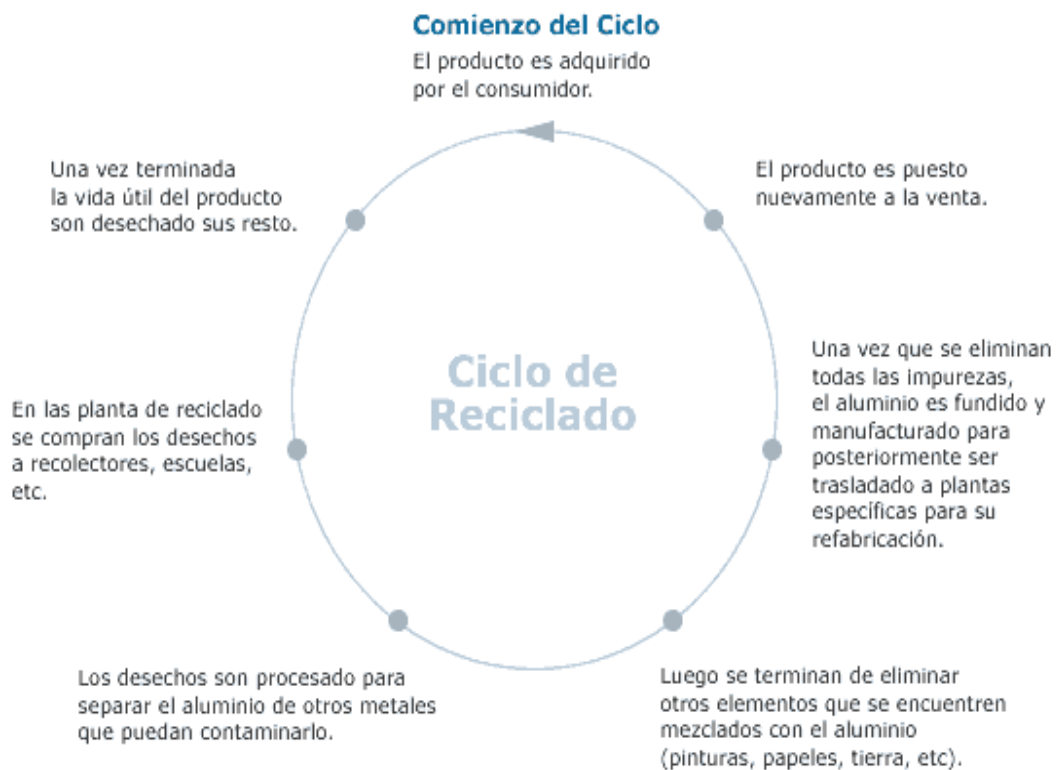 Comienzo del Ciclo
El producto es adquirido
por el consumidor.
Una vez terminada
la vida útil del producto
son desechado sus resto.
El producto es puesto
nuevamente a la venta.
Ciclo de
Reciclado
En las planta de reciclado
se compran los desechos
a recolectores, escuelas,
etc.
Una vez que se eliminan
todas las impurezas,
el aluminio es fundido y
manufacturado para
posteriormente ser
trasladado a plantas
específicas para su
refabricación.
Los desechos son procesado para
separar el aluminio de otros metales
que puedan contaminarlo.
Luego se terminan de eliminar
otros elementos que se encuentren
mezclados con el aluminio
(pinturas, papeles, tierra, etc).